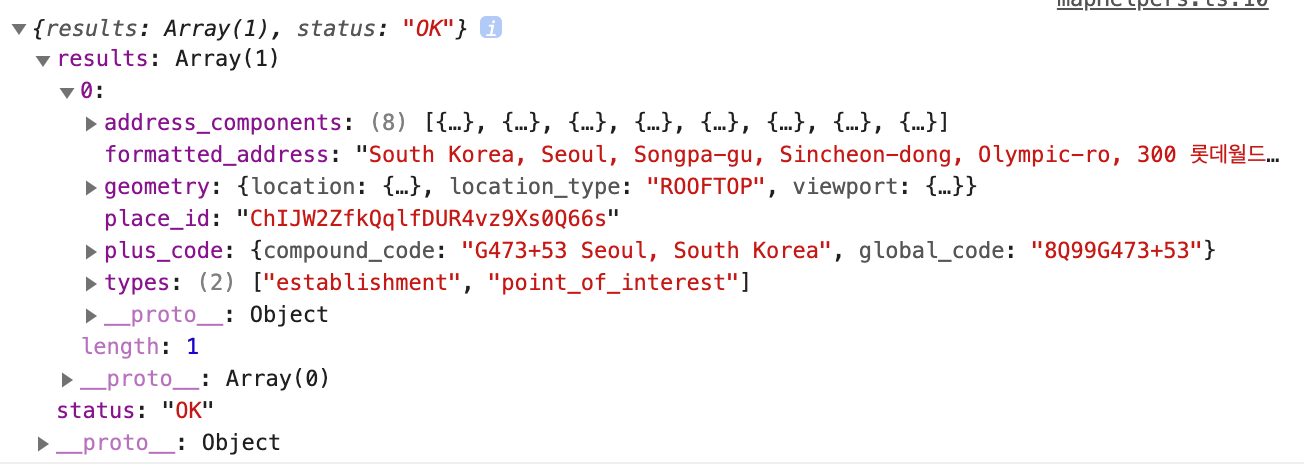 mapHelpers.ts:10
▼{results: Array(1), status: "OK"} i
▼results: Array(1)
▼0:
▶address_components: (8) [{…}, {…}, {…}, {…}, {…}, {…}, {…}, {…}]
formatted_address: "South Korea, Seoul, Songpa-gu, Sincheon-dong, Olympic-ro, 300 롯데월드…
▶geometry: {location: {…}, location_type: "ROOFTOP", viewport: {…}}
place_id: "ChIJW2ZfkQqlfDUR4vz9Xs0Q66s"
▶plus_code: {compound_code: "G473+53 Seoul, South Korea", global_code: "8Q99G473+53"}
▶types: (2) ["establishment", "point_of_interest"]
▶__proto__: Object
length: 1
▶__proto__: Array(0)
status: "OK"
▶__proto__: Object